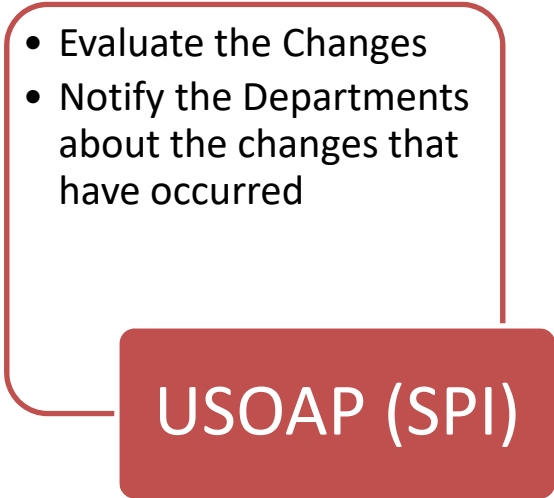 • Evaluate the Changes
• Notify the Departments
about the changes that
have occurred
USOAP (SPI)